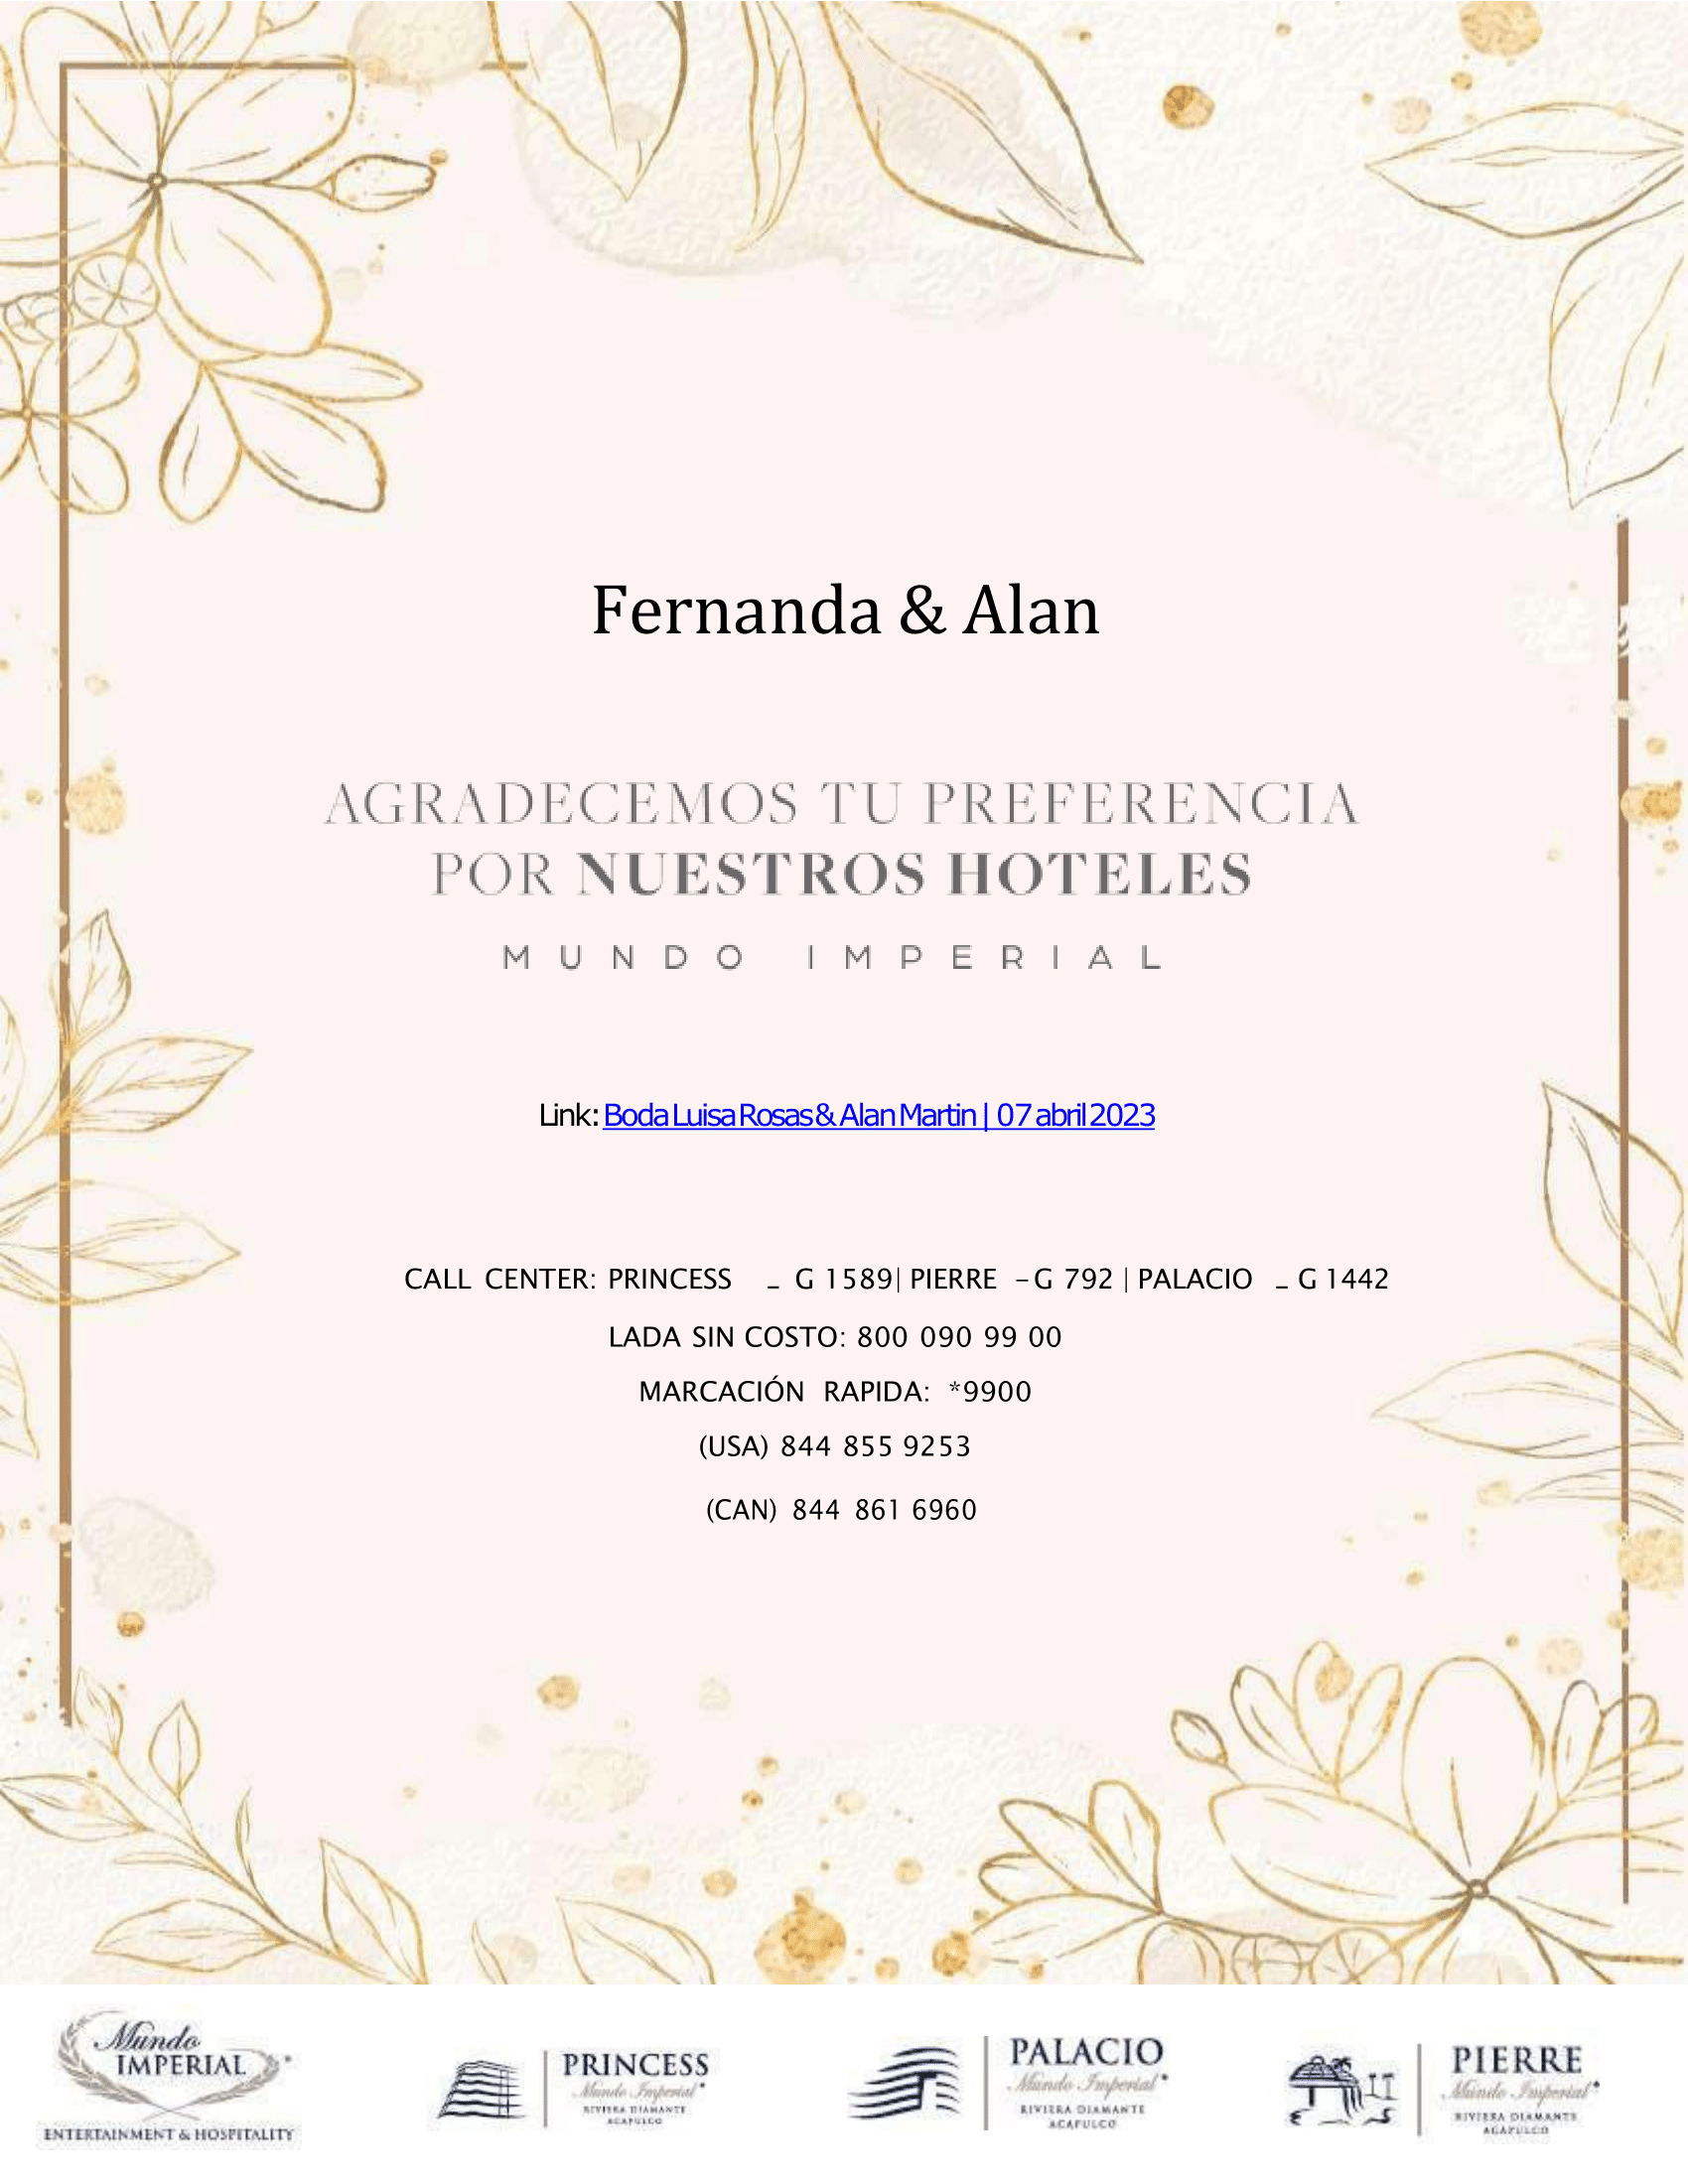 Fernanda & Alan
AGRADECEMOS TU PREFERENCIA
POR NUESTROS HOTELES
MUNDO IMPERIAL
Link: Boda Luisa Rosas & Alan Martin | 07 abril 2023
CALL CENTER: PRINCESS _ G 1589| PIERRE –G 792 | PALACIO _ G 1442
LADA SIN COSTO: 800 090 99 00
MARCACIÓN RAPIDA: *9900
(USA) 844 855 9253
(CAN) 844 861 6960
Mundo
IMPERIAL
ENTERTAINMENT & HOSPITALITY
PRINCESS
Mundo Imperial
RIVIERA DIAMANTE
ACAPULCO
PALACIO
Mundo Imperial
RIVIERA DIAMANTE
ACAPULCO
PIERRE
Mundo Imperial
RIVIERA DIAMANTE
ACAPULCO